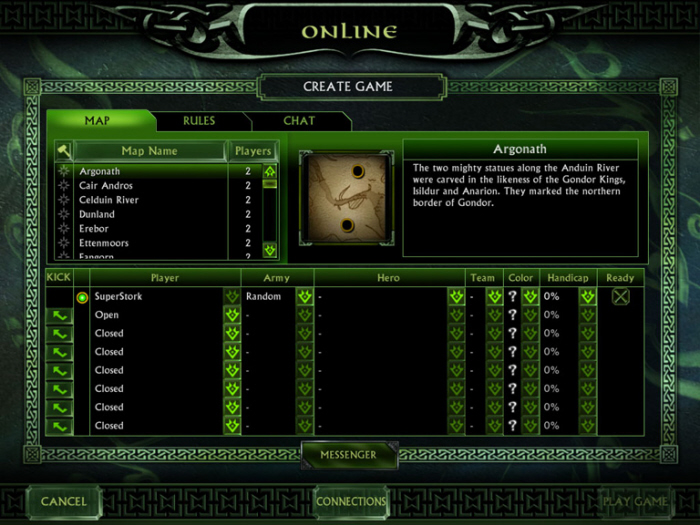 ONLINE
CREATE GAME
MAP RULES CHAT
Map Name Players
Argonath 2
Cair Andros 2
Celduin River 2
Dunland 2
Erebor 2
Ettenmoors 2
Fangorn 2
Argonath
The two mighty statues along the Anduin River
were carved in the likeness of the Gondor Kings,
Isildur and Anarion. They marked the northern
border of Gondor.
KICK Player Army Hero Team Color Handicap Ready
SuperStork Random - - ? 0%
Open - - - ? 0%
Closed - - - ? 0%
Closed - - - ? 0%
Closed - - - ? 0%
Closed - - - ? 0%
Closed - - - ? 0%
Closed - - - ? 0%
MESSENGER
CANCEL CONNECTIONS PLAY GAME